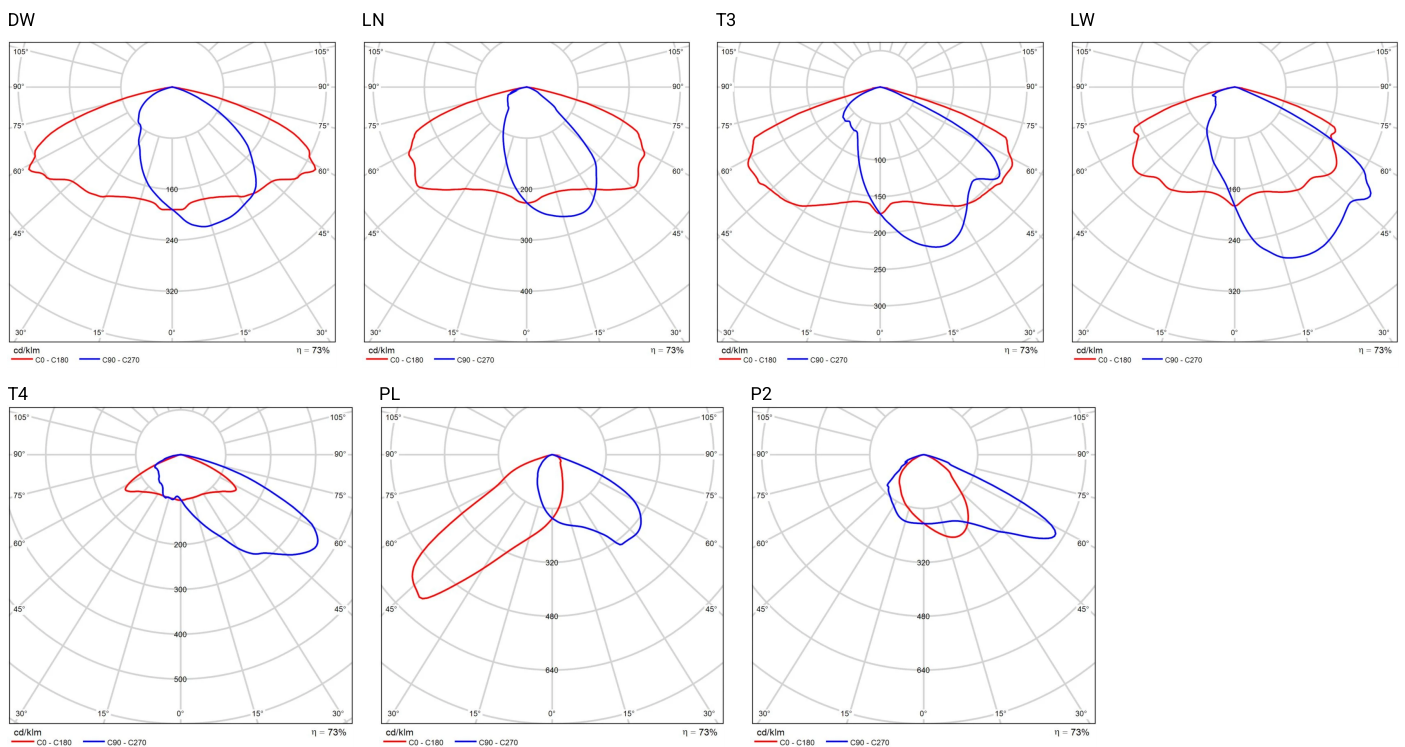 DW LN T3 LW
105° 105° 105° 105° 105° 105° 105° 105°
90° 90° 90° 90° 90° 90° 90° 90°
75° 75° 75° 75° 75° 75° 75° 75°
100
60° 60° 60° 60° 60° 60° 60° 60°
160 200 150 160
45° 45° 45° 45° 200 45° 45° 45° 45°
240 300 240
250
320 400 300 320
30° 15° 0° 15° 30° 30° 15° 0° 15° 30° 30° 15° 0° 15° 30° 30° 15° 0° 15° 30°
cd/klm η = 73% cd/klm η = 73% cd/klm η = 73% cd/klm η = 73%
C0 - C180 C90 - C270 C0 - C180 C90 - C270 C0 - C180 C90 - C270 C0 - C180 C90 - C270
T4 PL P2
105° 105° 105° 105° 105° 105°
90° 90° 90° 90° 90° 90°
75° 75° 75° 75° 75° 75°
60° 200 60° 60° 60° 60° 60°
320 320
300
45° 45° 45° 45° 45° 45°
480 480
400
640 640
500
30° 15° 0° 15° 30° 30° 15° 0° 15° 30° 30° 15° 0° 15° 30°
cd/klm η = 73% cd/klm η = 73% cd/klm η = 73%
C0 - C180 C90 - C270 C0 - C180 C90 - C270 C0 - C180 C90 - C270